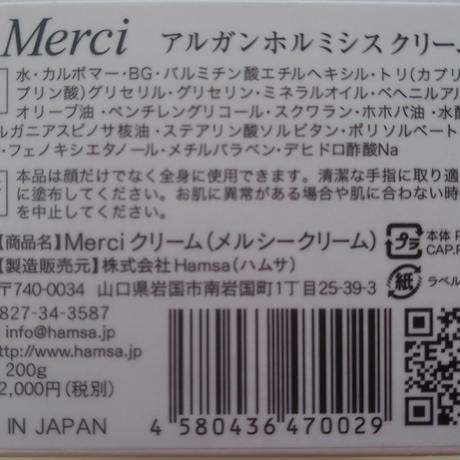 Merci アルガンホルミシスクリーム
水・カルボマー・BG・パルミチン酸エチルヘキシル・トリ(カプリ
プリン酸)グリセリル・グリセリン・ミネラルオイル・ベヘニルア
オリーブ油・ペンチレングリコール・スクワラン・ホホバ油・水酸
ルガニアスピノサ核油・ステアリン酸ソルビタン・ポリソルベート
・フェノキシエタノール・メチルパラベン・デヒドロ酢酸Na
本品は顔だけでなく全身に使用できます。清潔な手指に取り適
に塗布してください。お肌に異常がある場合や肌に合わない時
を中止してください。
【商品名】Merciクリーム(メルシークリーム)
【製造販売元】株式会社Hamsa(ハムサ)
〒740-0034 山口県岩国市南岩国町1丁目25-39-3
827-34-3587
info@hamsa.jp
http://www.hamsa.jp
200g
2,000円(税別)
IN JAPAN
プラ 本体 P
CAP.P
紙 ラベル
4 580436 470029